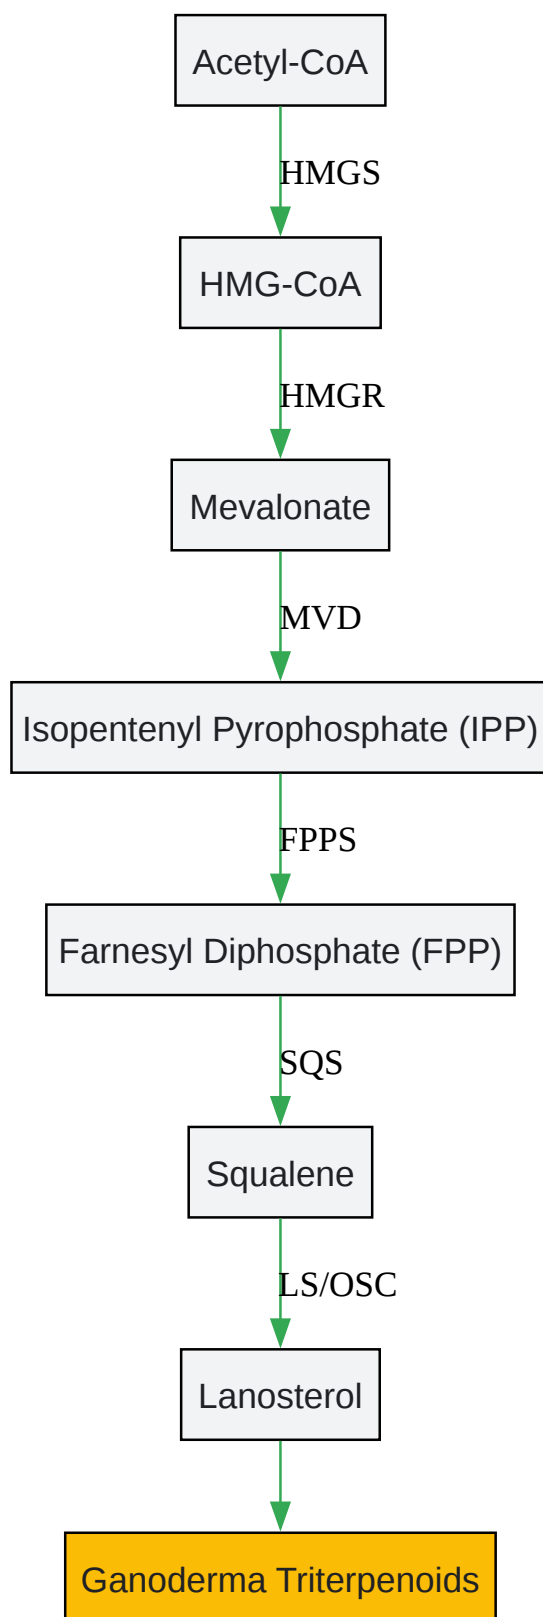 Acetyl-CoA
HMGS
HMG-CoA
HMGR
Mevalonate
MVD
Isopentenyl Pyrophosphate (IPP)
FPPS
Farnesyl Diphosphate (FPP)
SQS
Squalene
LS/OSC
Lanosterol
Ganoderma Triterpenoids